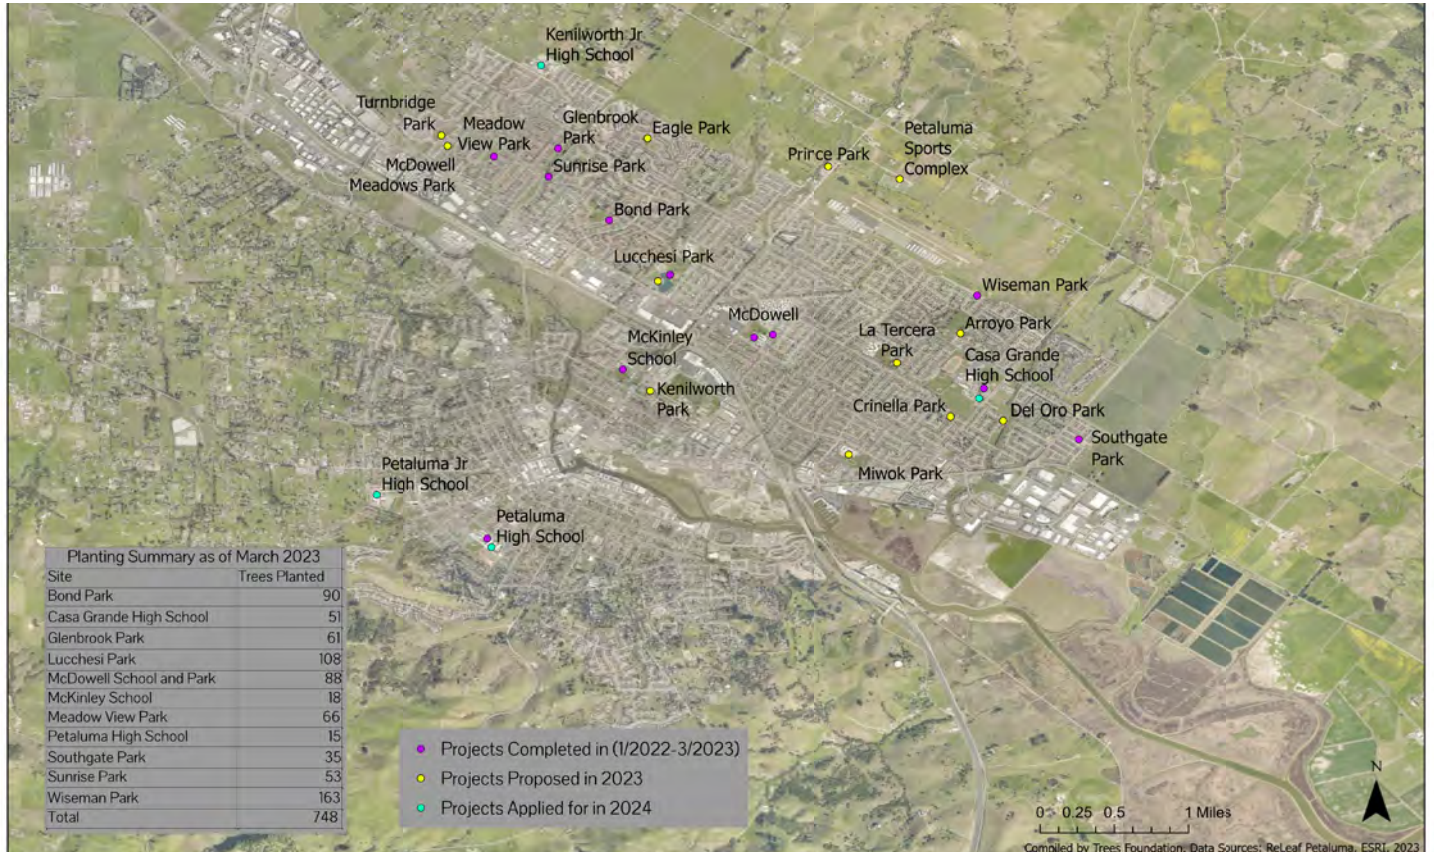 Kenilworth Jr
High School
Turnbridge
Park
Meadow
View Park
Glenbrook
Park
Eagle Park
Petaluma
Sports
Complex
Prince Park
McDowell
Meadows Park
Sunrise Park
Bond Park
Lucchesi Park
Wiseman Park
McDowell
Arroyo Park
La Tercera
Park
McKinley
School
Casa Grande
High School
Kenilworth
Park
Crinella Park
Del Oro Park
Southgate
Park
Miwok Park
Petaluma Jr
High School
Petaluma
High School
Planting Summary as of March 2023
Site Trees Planted
Bond Park 90
Casa Grande High School 51
Glenbrook Park 61
Lucchesi Park 108
McDowell School and Park 88
McKinley School 18
Meadow View Park 66
Petaluma High School 15
Southgate Park 35
Sunrise Park 53
Wiseman Park 163
Total 748
Projects Completed in (1/2022-3/2023)
Projects Proposed in 2023
Projects Applied for in 2024
N
0 0.25 0.5 1 Miles
Compiled by Trees Foundation, Data Sources: ReLeaf Petaluma, ESRI, 2023